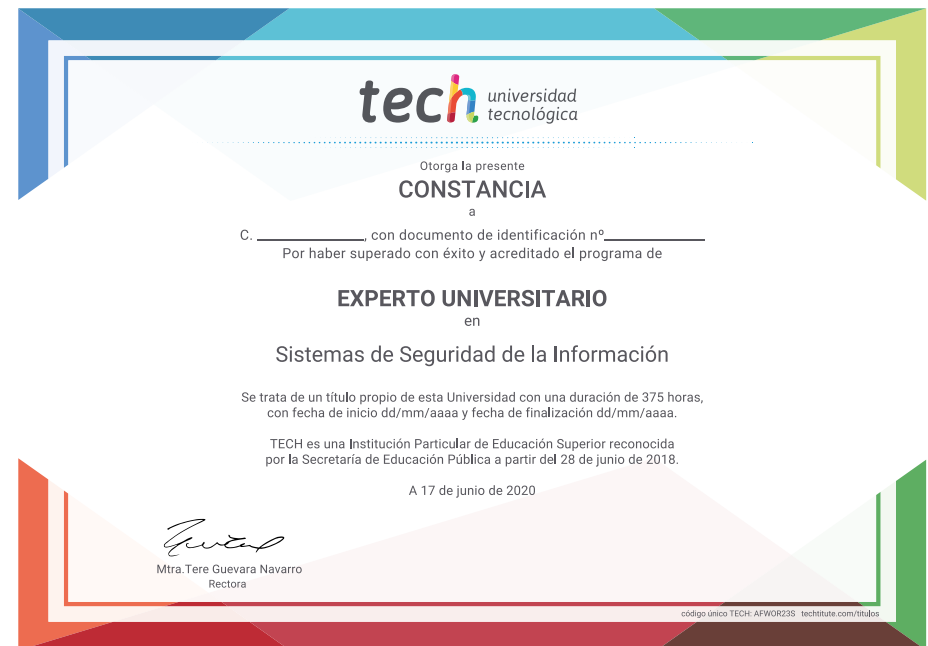 tech universidad
tecnológica
Otorga la presente
CONSTANCIA
a
C. ______________, con documento de identificación nº_____________
Por haber superado con éxito y acreditado el programa de
EXPERTO UNIVERSITARIO
en
Sistemas de Seguridad de la Información
Se trata de un título propio de esta Universidad con una duración de 375 horas,
con fecha de inicio dd/mm/aaaa y fecha de finalización dd/mm/aaaa.
TECH es una Institución Particular de Educación Superior reconocida
por la Secretaría de Educación Pública a partir del 28 de junio de 2018.
A 17 de junio de 2020
Mtra.Tere Guevara Navarro
Rectora
código único TECH: AFWOR23S techtitute.com/titulos